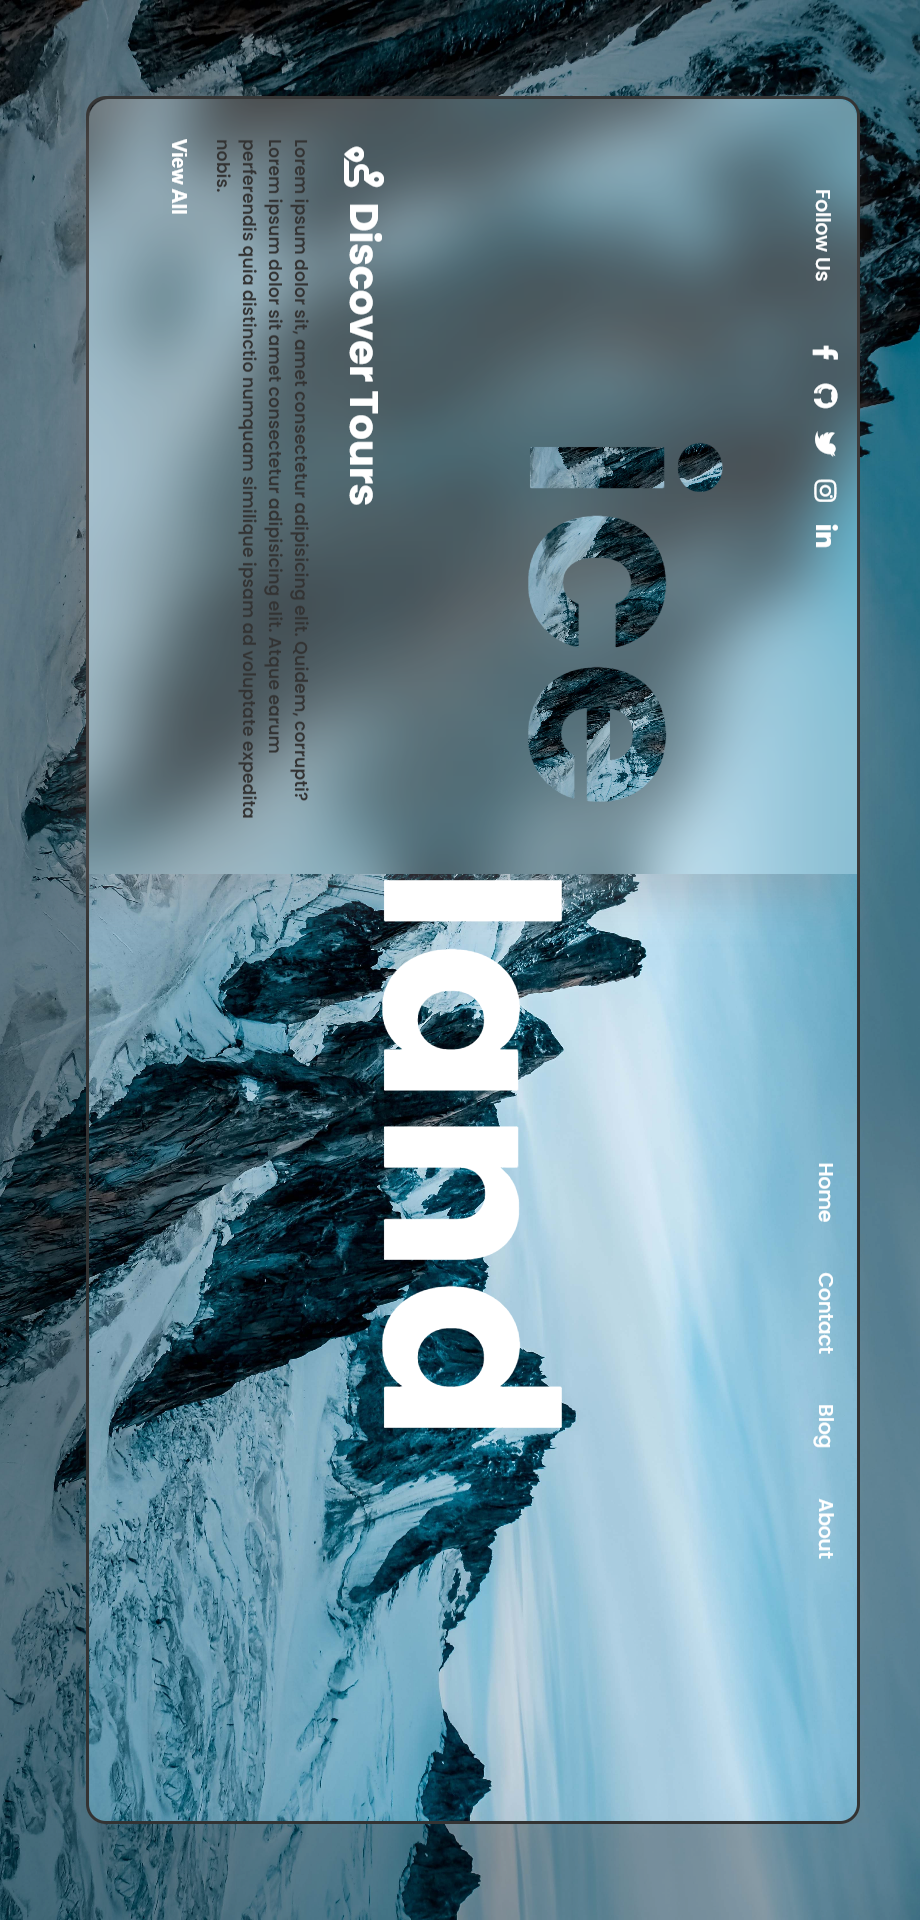 Follow Us
in
Home Contact Blog About
ice
land
Discover Tours
Lorem ipsum dolor sit, amet consectetur adipisicing elit. Quidem, corrupti?
Lorem ipsum dolor sit amet consectetur adipisicing elit. Atque earum
perferendis quia distinctio numquam similique ipsam ad voluptate expedita
nobis.
View All